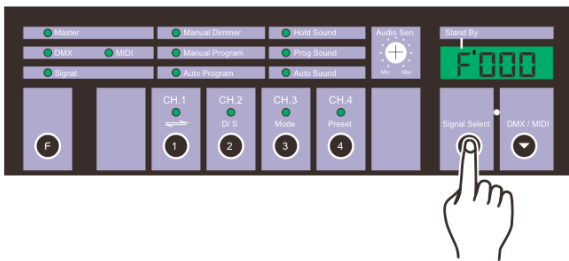 Master
Manual Dimmer
Hold Sound
Audio Sen.
Stand By
DMX
MIDI
Manual Program
Prog Sound
F'000
Signal
Auto Program
Auto Sound
Min
Max
CH.1
CH.2
CH.3
CH.4
D/ S
Mode
Preset
Signal Select
DMX / MIDI
F
1
2
3
4